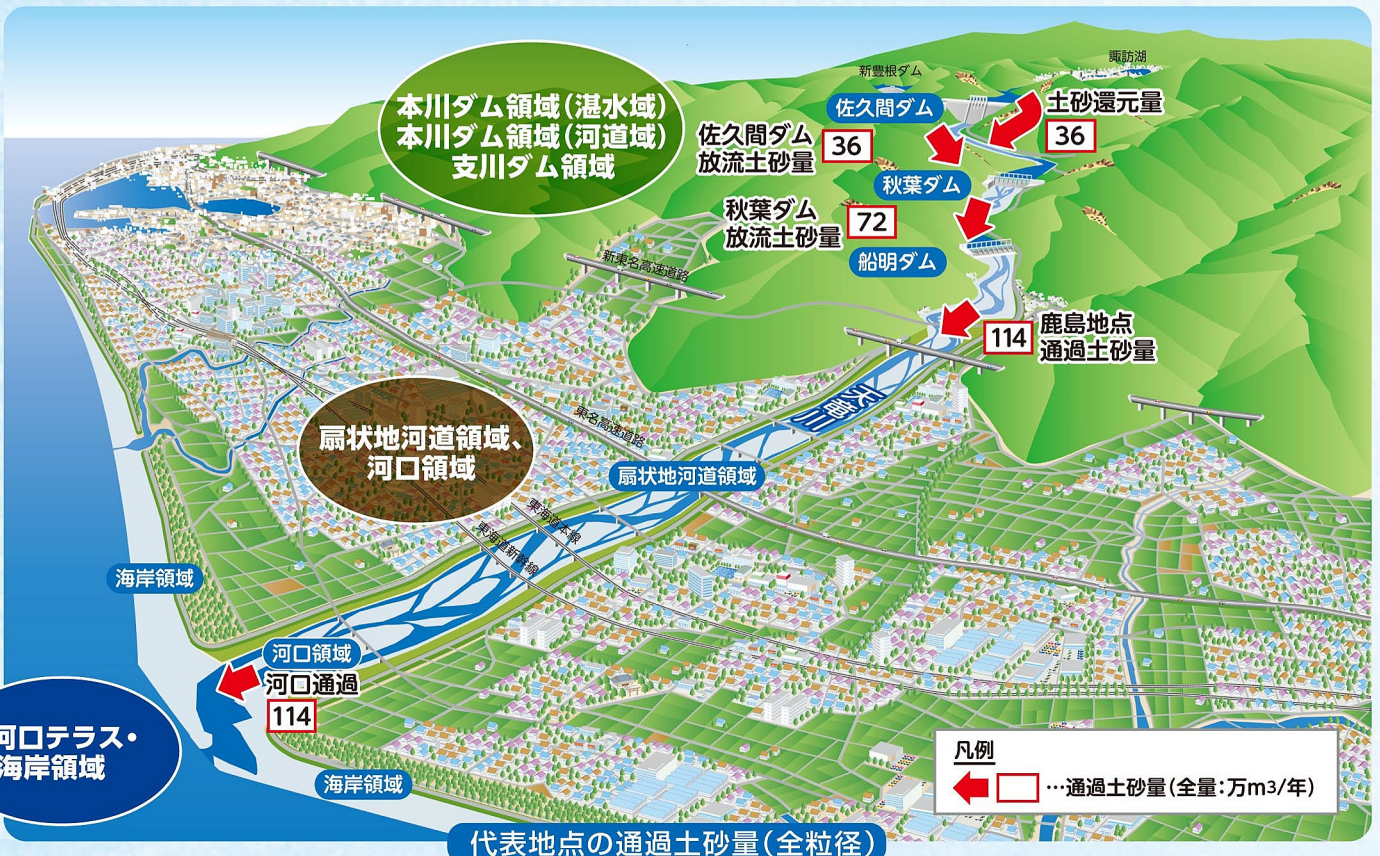 諏訪湖
新豊根ダム
佐久間ダム
土砂還元量
36
本川ダム領域(湛水域)
本川ダム領域(河道域)
支川ダム領域
佐久間ダム
放流土砂量
36
秋葉ダム
秋葉ダム
放流土砂量
72
船明ダム
新東名高速道路
鹿島地点
通過土砂量
114
天竜川
東名高速道路
扇状地河道領域、
河口領域
扇状地河道領域
東海道本線
東海道新幹線
海岸領域
河口領域
河口通過
114
河口テラス・
海岸領域
海岸領域
凡例
…通過土砂量(全量:万m3/年)
代表地点の通過土砂量(全粒径)